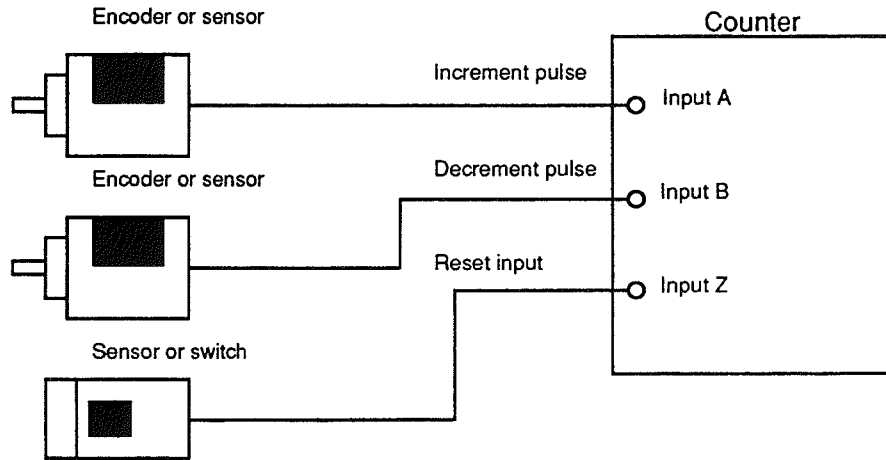 Encoder or sensor
Counter
Increment pulse
Input A
Encoder or sensor
Decrement pulse
Input B
Reset input
Input Z
Sensor or switch